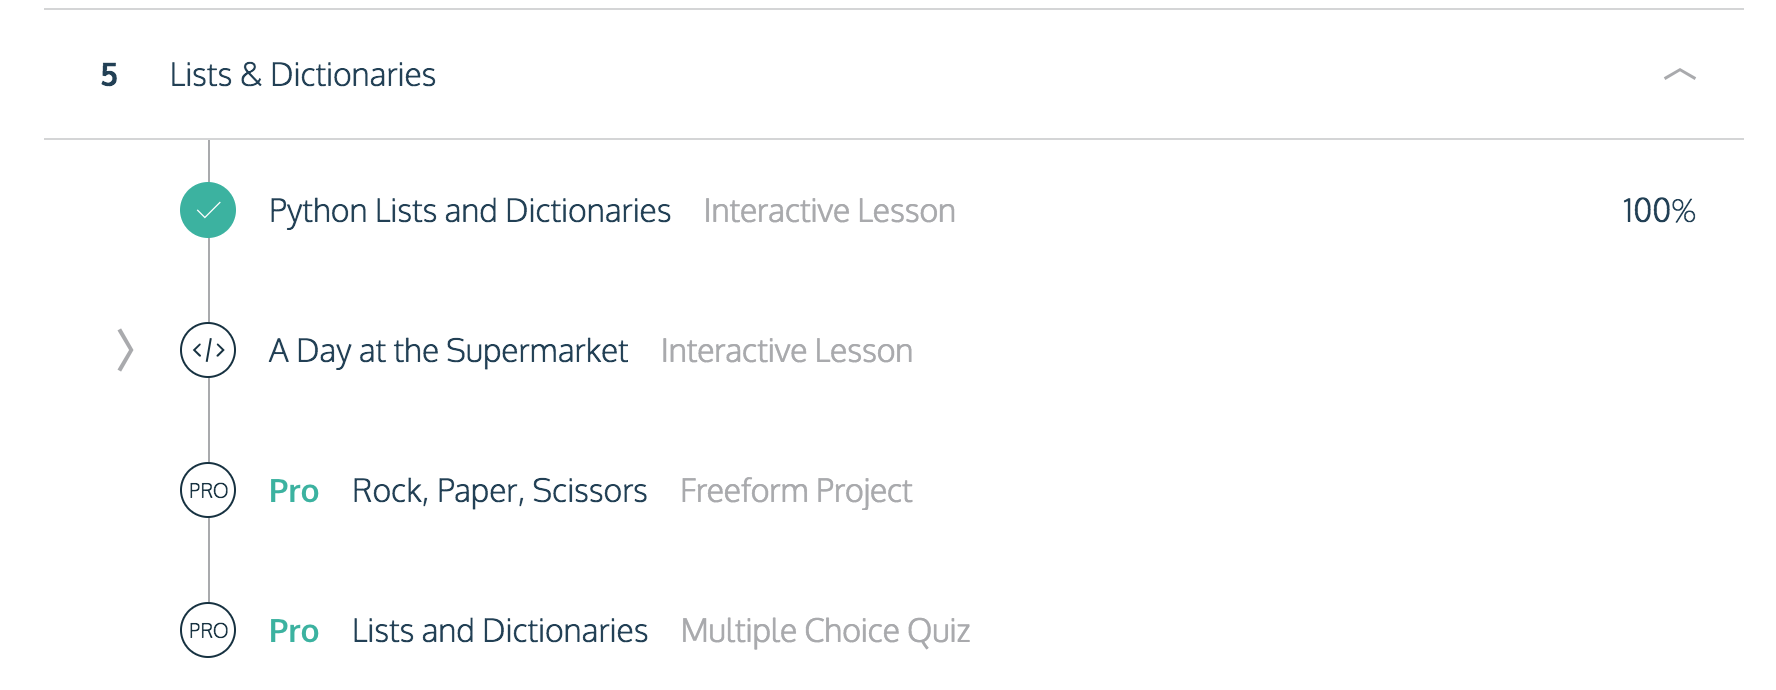 5 Lists & Dictionaries
Python Lists and Dictionaries Interactive Lesson 100%
</> A Day at the Supermarket Interactive Lesson
PRO Pro Rock, Paper, Scissors Freeform Project
PRO Pro Lists and Dictionaries Multiple Choice Quiz